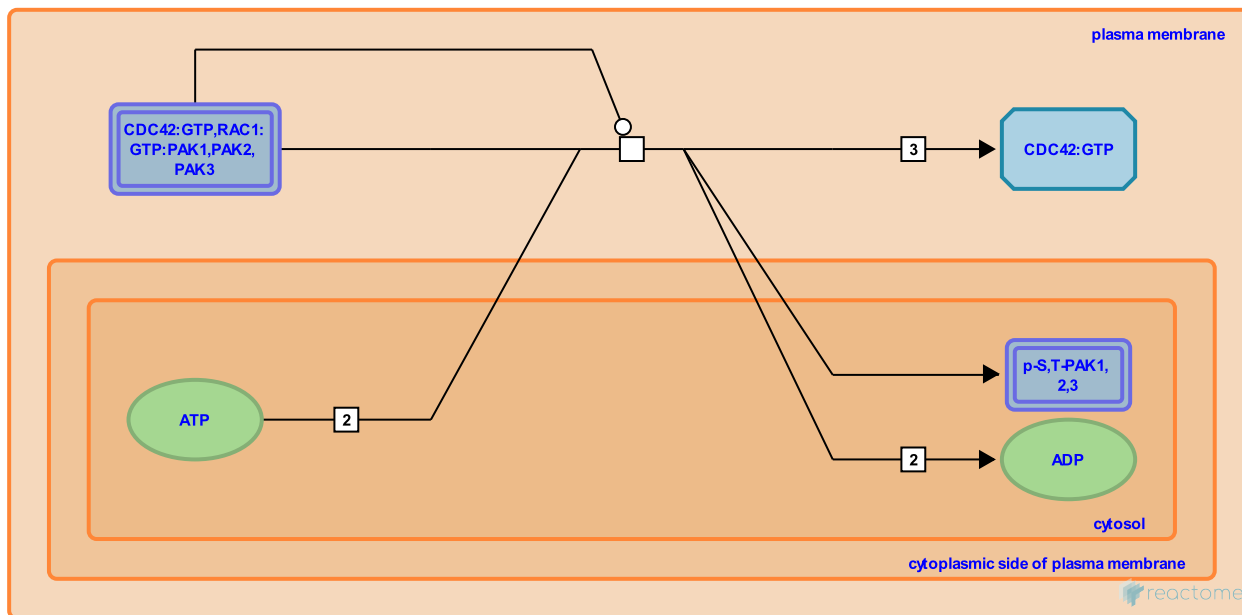 plasma membrane
CDC42:GTP,RAC1:
GTP:PAK1,PAK2,
PAK3
3
CDC42:GTP
p-S,T-PAK1,
2,3
ATP
2
2
ADP
cytosol
cytoplasmic side of plasma membrane
reactome